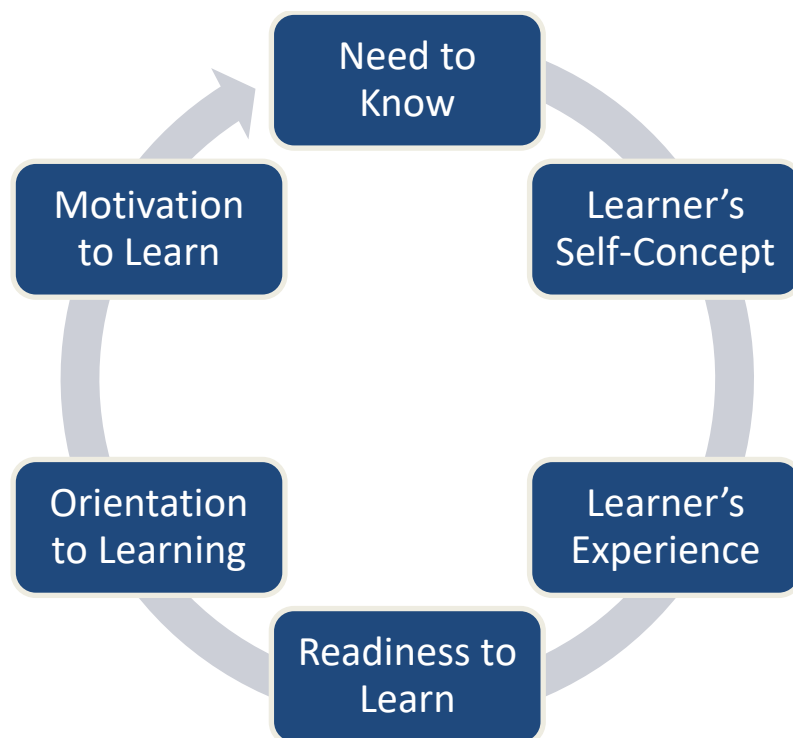 Need to
Know
Learner’s
Self-Concept
Learner’s
Experience
Readiness to
Learn
Orientation
to Learning
Motivation
to Learn